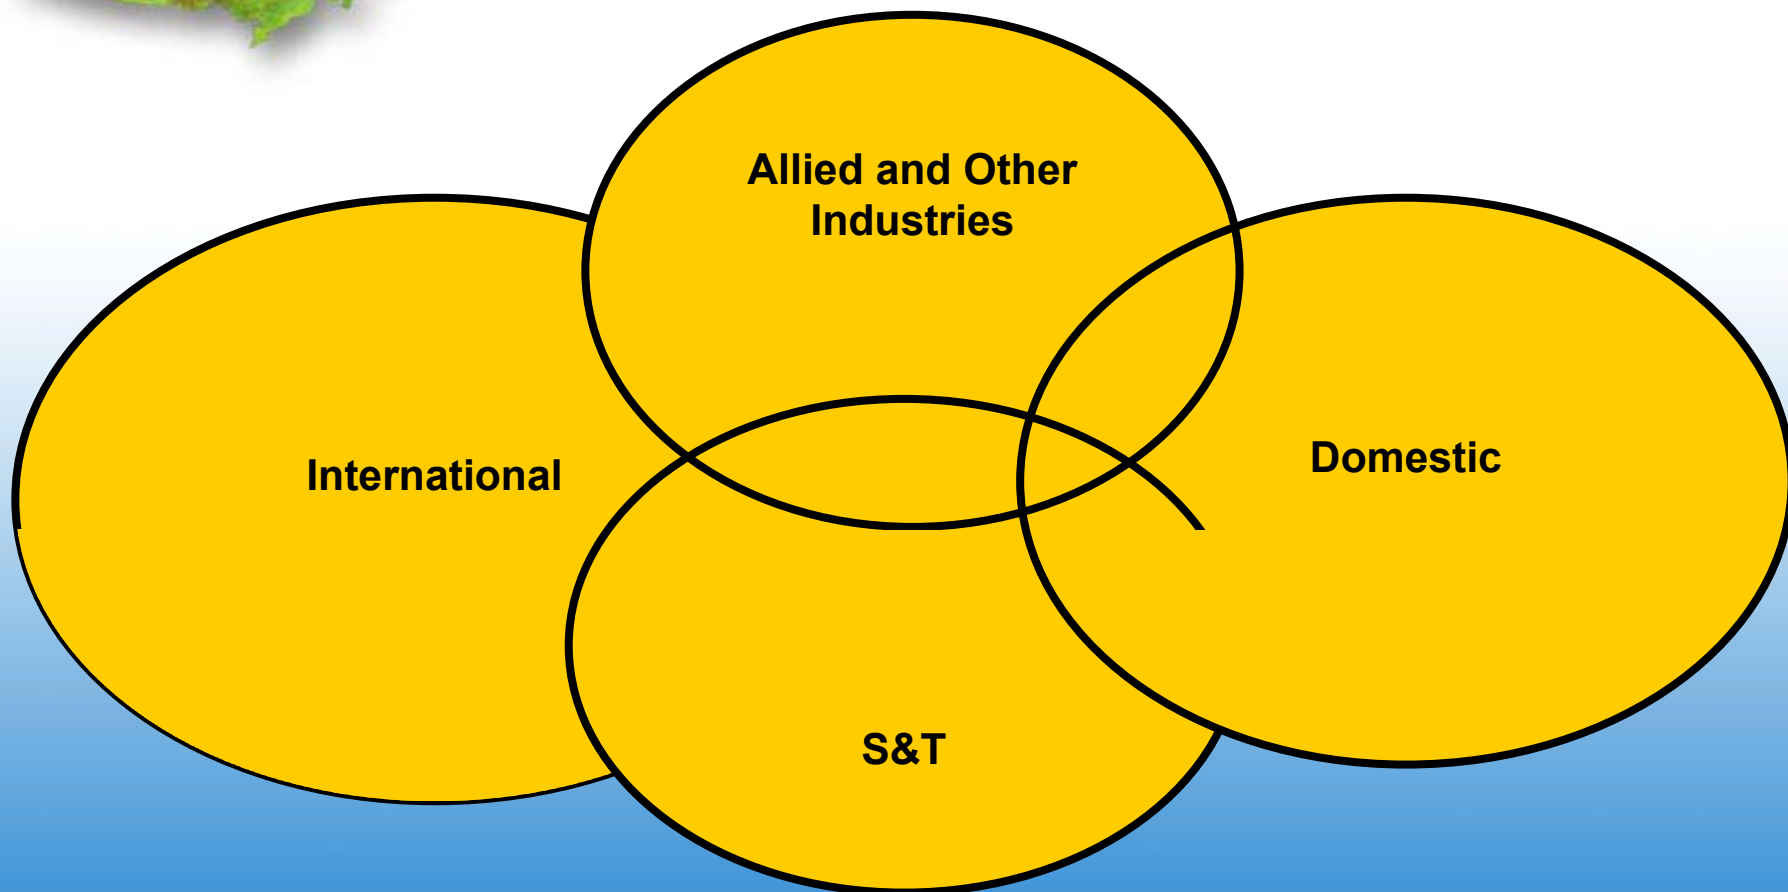 Allied and Other
Industries
International
Domestic
S&T